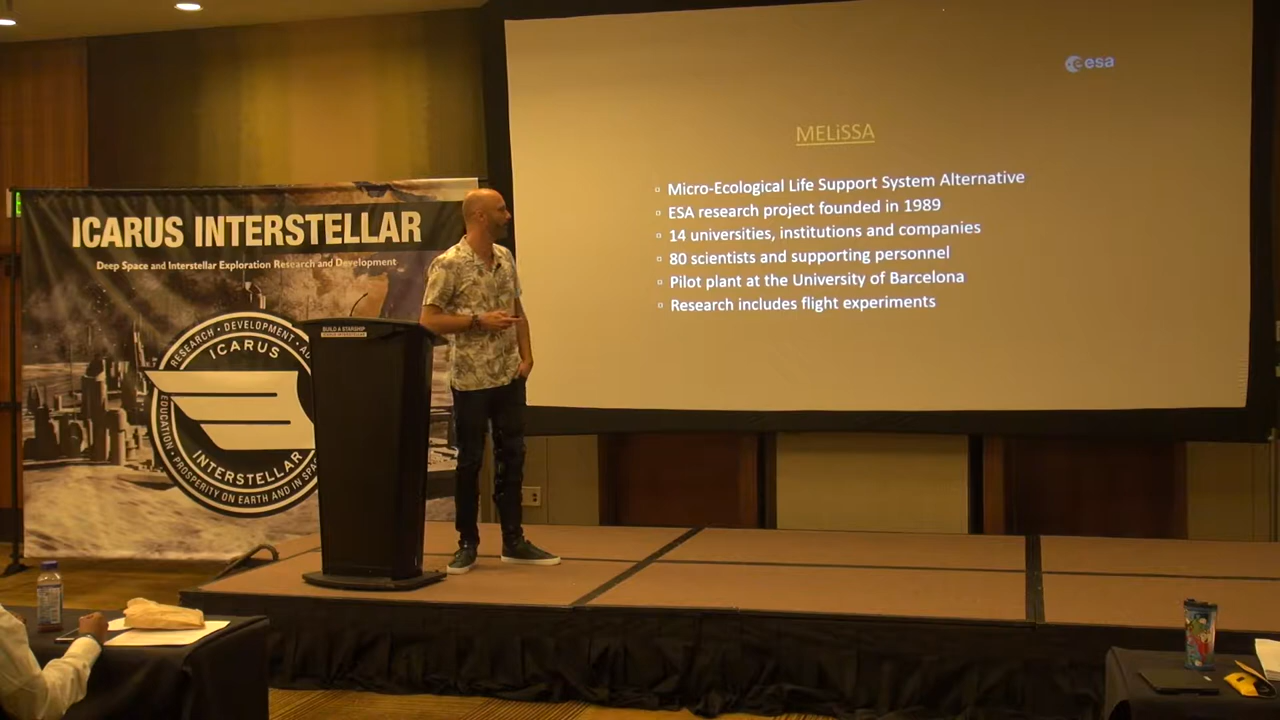 esa
MELiSSA
Micro-Ecological Life Support System Alternative
ESA research project founded in 1989
14 universities, institutions and companies
80 scientists and supporting personnel
Pilot plant at the University of Barcelona
Research includes flight experiments
ICARUS INTERSTELLAR
Deep Space and Interstellar Exploration Research and Development
RESEARCH • DEVELOPMENT •
ICARUS
INTERSTELLAR
EDUCATION • PROSPERITY ON EARTH AND IN
BUILD A STARSHIP